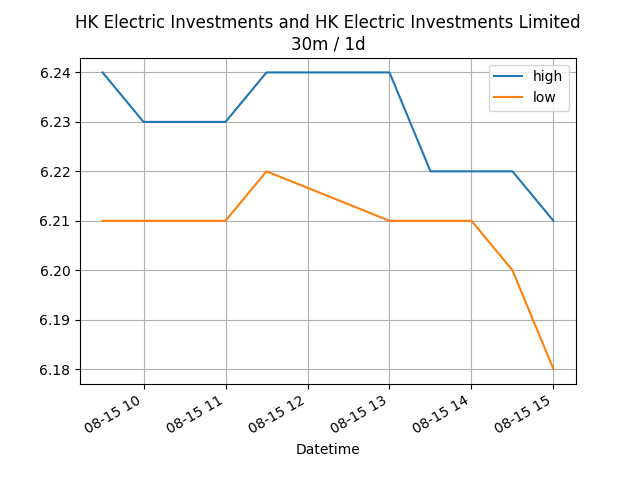 HK Electric Investments and HK Electric Investments Limited
30m / 1d
high
low
6.24
6.23
6.22
6.21
6.20
6.19
6.18
08-15 10
08-15 11
08-15 12
08-15 13
08-15 14
08-15 15
Datetime